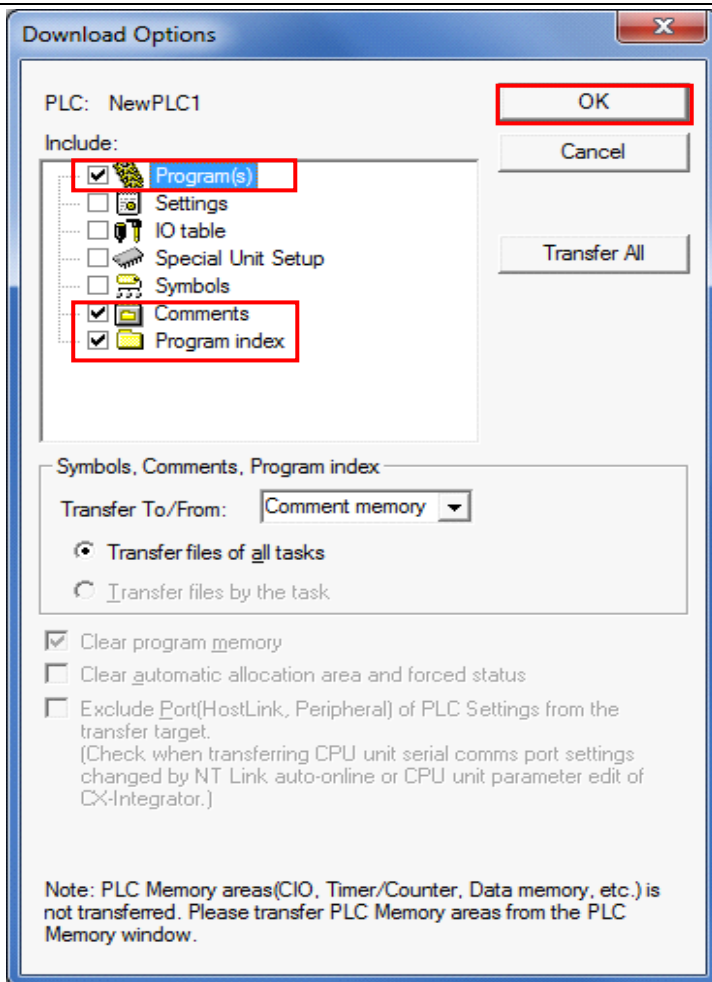 Download Options
PLC: NewPLC1
OK
Include:
Cancel
Program(s)
Settings
IO table
Transfer All
Special Unit Setup
Symbols
Comments
Program index
Symbols, Comments, Program index
Transfer To/From: Comment memory
Transfer files of all tasks
Transfer files by the task
Clear program memory
Clear automatic allocation area and forced status
Exclude Port(HostLink, Peripheral) of PLC Settings from the
transfer target.
(Check when transferring CPU unit serial comms port settings
changed by NT Link auto-online or CPU unit parameter edit of
CX-Integrator.)
Note: PLC Memory areas(CIO, Timer/Counter, Data memory, etc.) is
not transferred. Please transfer PLC Memory areas from the PLC
Memory window.